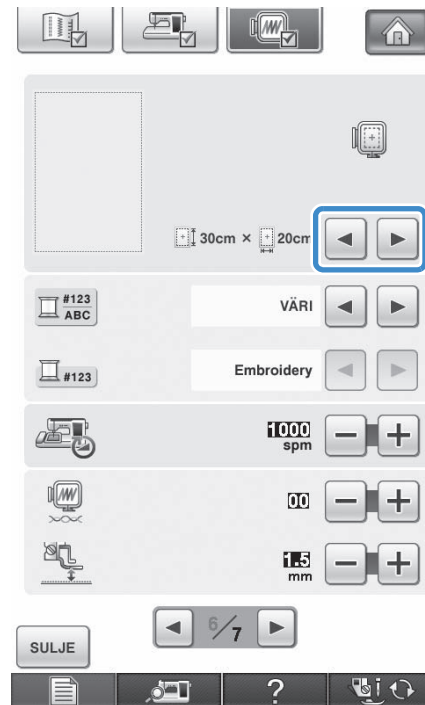 30cm × 20cm
#123
ABC
VÄRI
#123
Embroidery
1000
spm
00
1.5
mm
6/7
SULJE
?